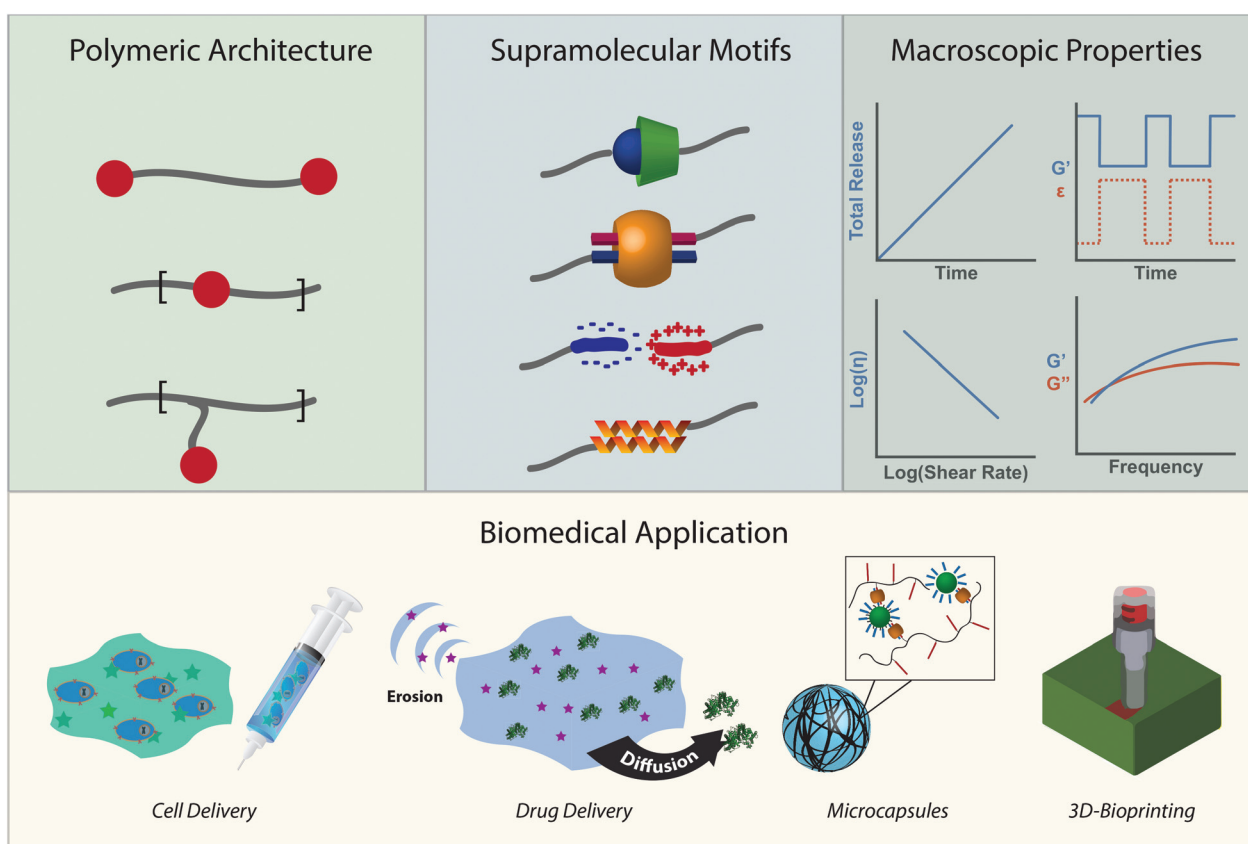 Polymeric Architecture
Supramolecular Motifs
Macroscopic Properties
Total Release
Time
G’
ε
Time
Log(η)
Log(Shear Rate)
G’
G”
Frequency
Biomedical Application
Erosion
Diffusion
Cell Delivery
Drug Delivery
Microcapsules
3D-Bioprinting